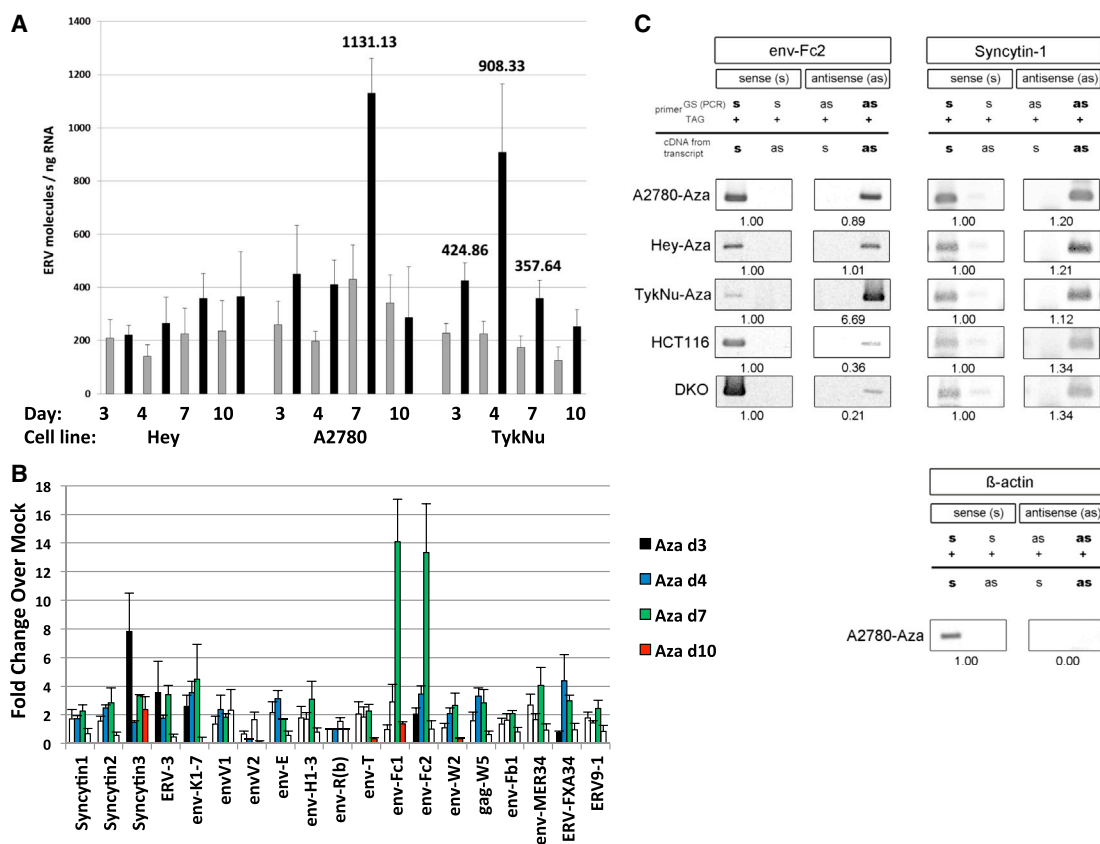 A
ERV molecules / ng RNA
1400
1200
1000
800
600
400
200
0
1131.13
908.33
424.86
357.64
Day: 3 4 7 10 3 4 7 10 3 4 7 10
Cell line: Hey A2780 TykNu
B
Fold Change Over Mock
18
16
14
12
10
8
6
4
2
0
Syncytin1
Syncytin2
Syncytin3
ERV-3
env-K1-7
envV1
envV2
env-E
env-H1-3
env-R(b)
env-T
env-Fc1
env-Fc2
env-W2
gag-W5
env-Fb1
env-MER34
ERV-FXA34
ERV9-1
Aza d3
Aza d4
Aza d7
Aza d10
C
env-Fc2 Syncytin-1
sense (s) antisense (as) sense (s) antisense (as)
primer GS (PCR) s s as as s s as as
TAG + + + + + + + +
cDNA from
transcript s as s as s as s as
A2780-Aza
1.00 0.89 1.00 1.20
Hey-Aza
1.00 1.01 1.00 1.21
TykNu-Aza
1.00 6.69 1.00 1.12
HCT116
1.00 0.36 1.00 1.34
DKO
1.00 0.21 1.00 1.34
ß-actin
sense (s) antisense (as)
s s as as
+ + + +
s as s as
A2780-Aza
1.00 0.00